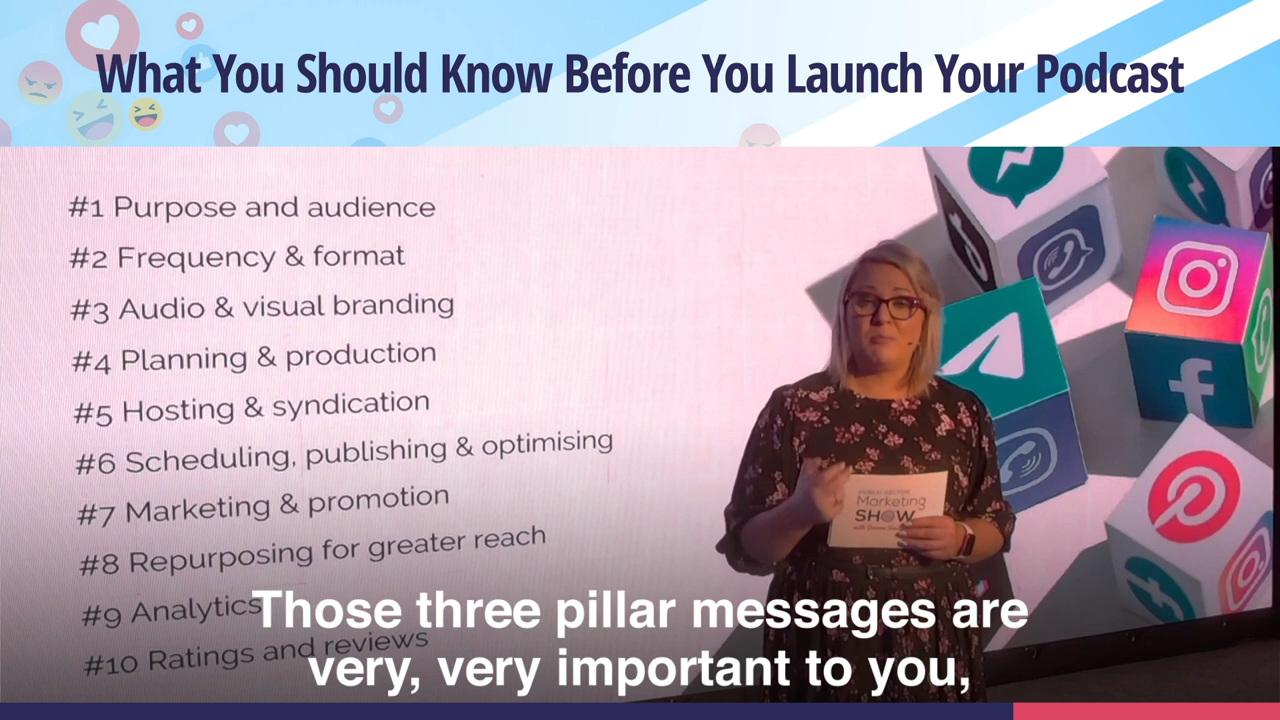 What You Should Know Before You Launch Your Podcast
#1 Purpose and audience
#2 Frequency & format
#3 Audio & visual branding
#4 Planning & production
#5 Hosting & syndication
#6 Scheduling, publishing & optimising
#7 Marketing & promotion
#8 Repurposing for greater reach
#9 Analytics
#10 Ratings and reviews
PUBLIC SECTOR
Marketing
SHOW
Those three pillar messages are
very, very important to you,